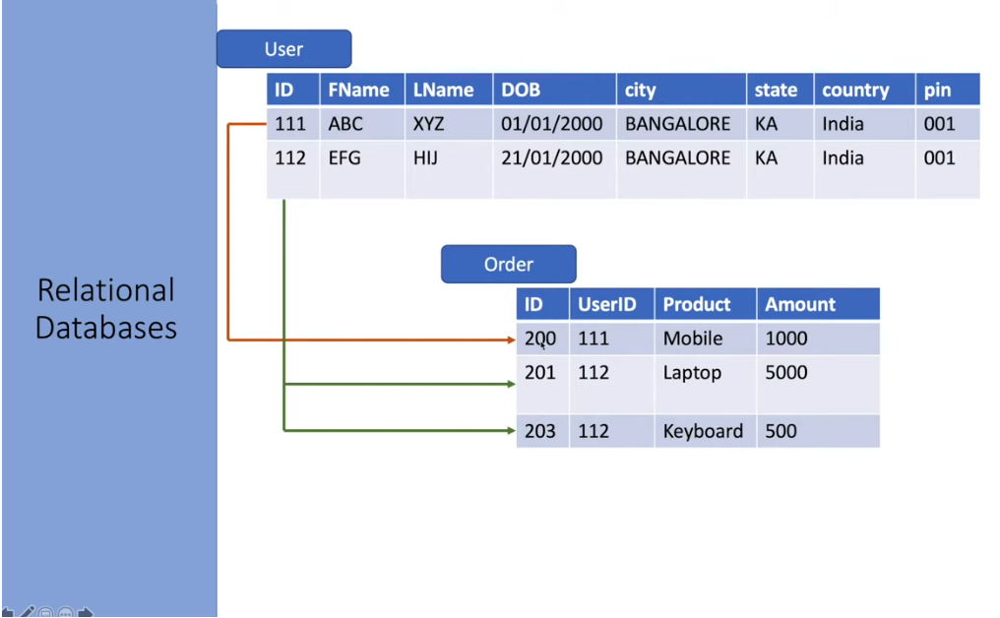 User
ID FName LName DOB city state country pin
111 ABC XYZ 01/01/2000 BANGALORE KA India 001
112 EFG HIJ 21/01/2000 BANGALORE KA India 001
Relational
Databases
Order
ID UserID Product Amount
200 111 Mobile 1000
201 112 Laptop 5000
203 112 Keyboard 500